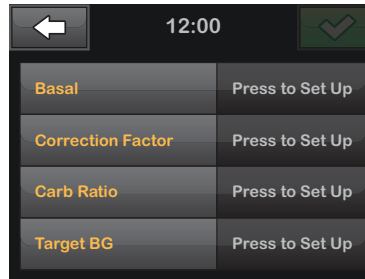 12:00
Basal Press to Set Up
Correction Factor Press to Set Up
Carb Ratio Press to Set Up
Target BG Press to Set Up